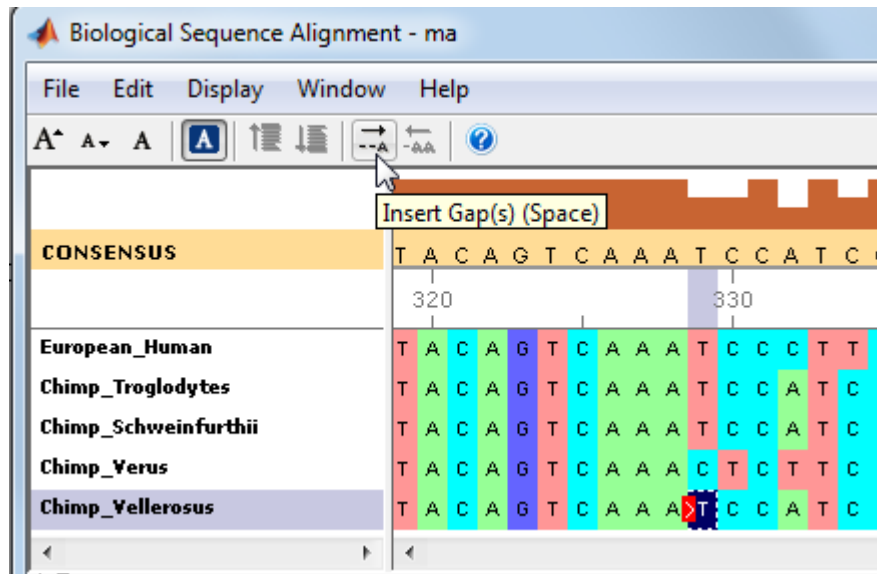 Biological Sequence Alignment - ma
File Edit Display Window Help
A A A A --A -AA ?
Insert Gap(s) (Space)
CONSENSUS T A C A G T C A A A T C C A T C
320 330
European_Human T A C A G T C A A A T C C C T T
Chimp_Troglodytes T A C A G T C A A A T C C A T C
Chimp_Schweinfurthii T A C A G T C A A A T C C A T C
Chimp_Verus T A C A G T C A A A C T C T T C
Chimp_Vellerosus T A C A G T C A A A T C C A T C